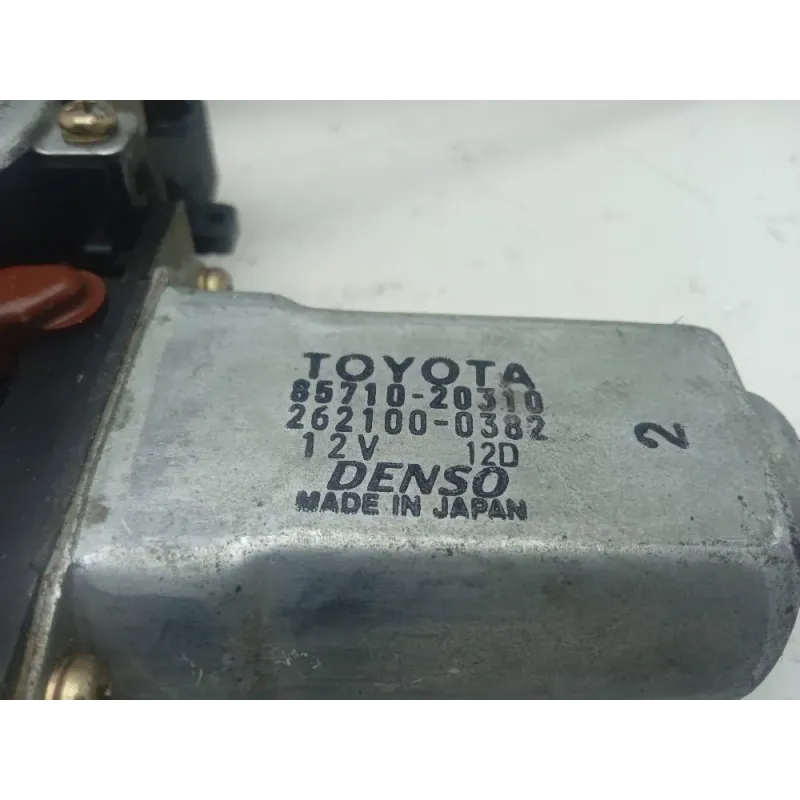 TOYOTA
85710-20310
262100-0382
12V 12D
DENSO
MADE IN JAPAN
2